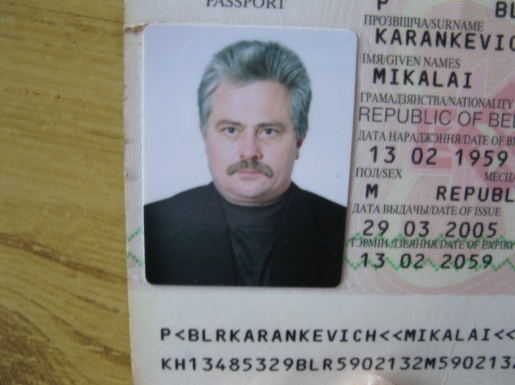 PASSPORT
P BL
ПРОЗВІШЧА/SURNAME
KARANKEVIC
ІМЯ/GIVEN NAMES
MIKALAI
ГРАМАДЗЯНСТВА/NATIONALITY
REPUBLIC OF BEL
ДАТА НАРАДЖЭННЯ/DATE OF BI
13 02 1959
ПОЛ/SEX МЕСЦ
M REPUBL
ДАТА ВЫДАЧЫ/DATE OF ISSUE
29 03 2005
ТЭРМІН ДЗЕЯННЯ/DATE OF EXPIRY
13 02 2059
P<BLRKARANKEVICH<<MIKALAI<<
KH13485329BLR5902132M590213